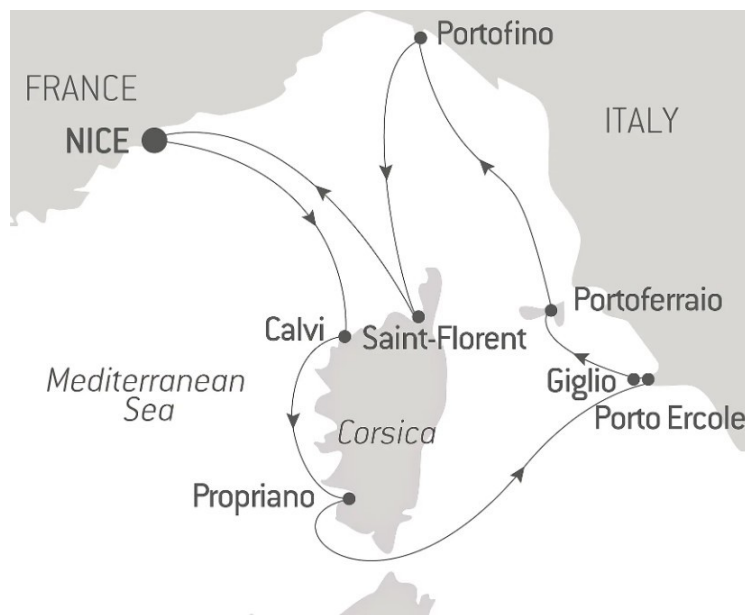 Portofino
FRANCE
ITALY
NICE
Portoferraio
Calvi
Saint-Florent
Mediterranean
Sea
Giglio
Porto Ercole
Corsica
Propriano